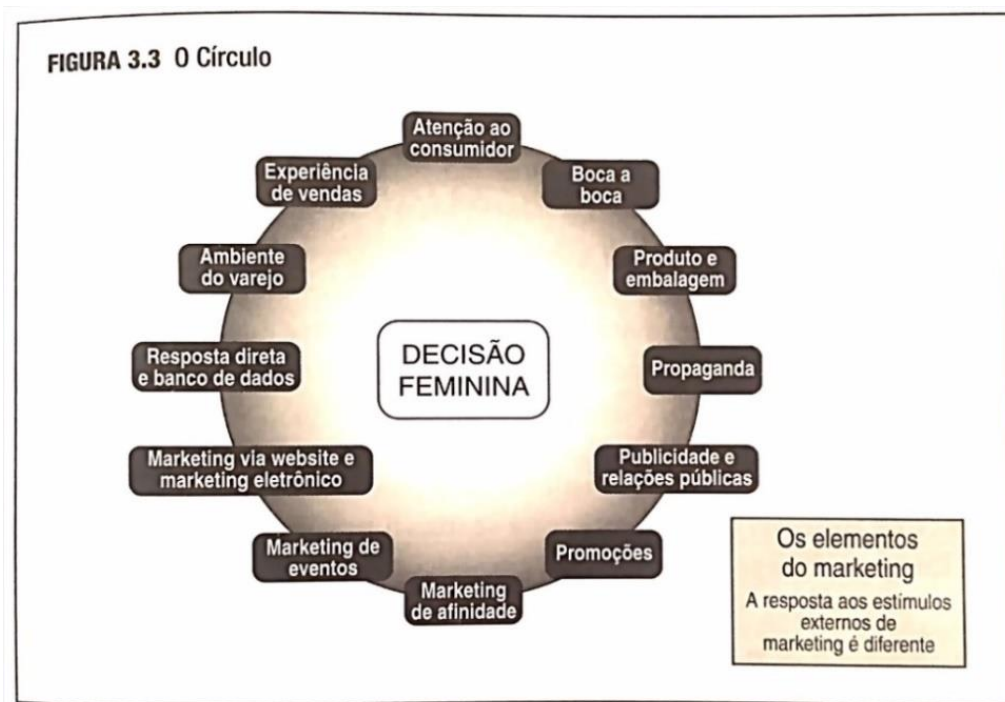 FIGURA 3.3 O Círculo
Atenção ao
consumidor
Boca a
boca
Produto e
embalagem
Propaganda
Publicidade e
relações públicas
Promoções
Marketing
de afinidade
Marketing de
eventos
Marketing via website e
marketing eletrônico
Resposta direta
e banco de dados
Ambiente
do varejo
Experiência
de vendas
DECISÃO
FEMININA
Os elementos
do marketing
A resposta aos estímulos
externos de
marketing é diferente